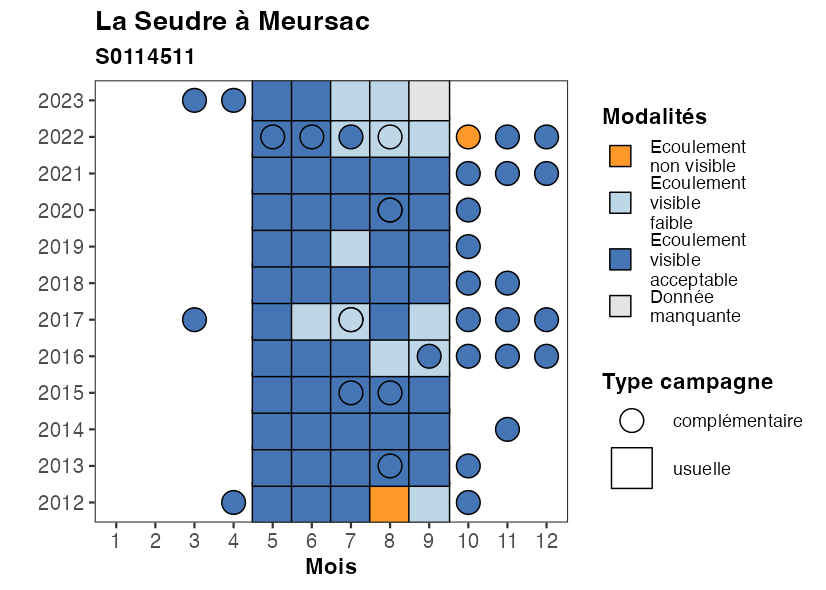 La Seudre à Meursac
S0114511
2023
2022
2021
2020
2019
2018
2017
2016
2015
2014
2013
2012
1 2 3 4 5 6 7 8 9 10 11 12
Mois
Modalités
Ecoulement
non visible
Ecoulement
visible
faible
Ecoulement
visible
acceptable
Donnée
manquante
Type campagne
complémentaire
usuelle